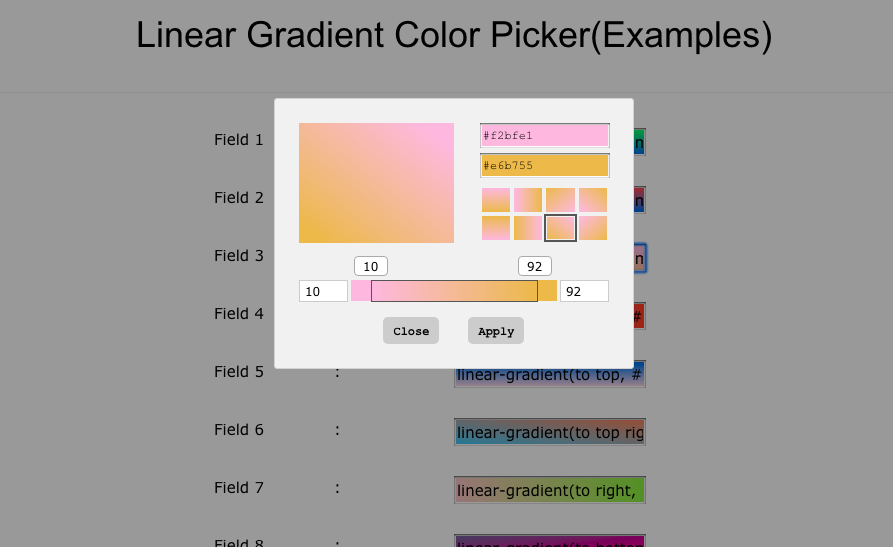 Linear Gradient Color Picker(Examples)
Field 1
#f2bfe1
#e6b755
Field 2
Field 3
10
92
10
92
Field 4
#
Close
Apply
Field 5 : linear-gradient(to top, #
Field 6 : linear-gradient(to top rig
Field 7 : linear-gradient(to right,
Field 8 : linear-gradient(to bottom